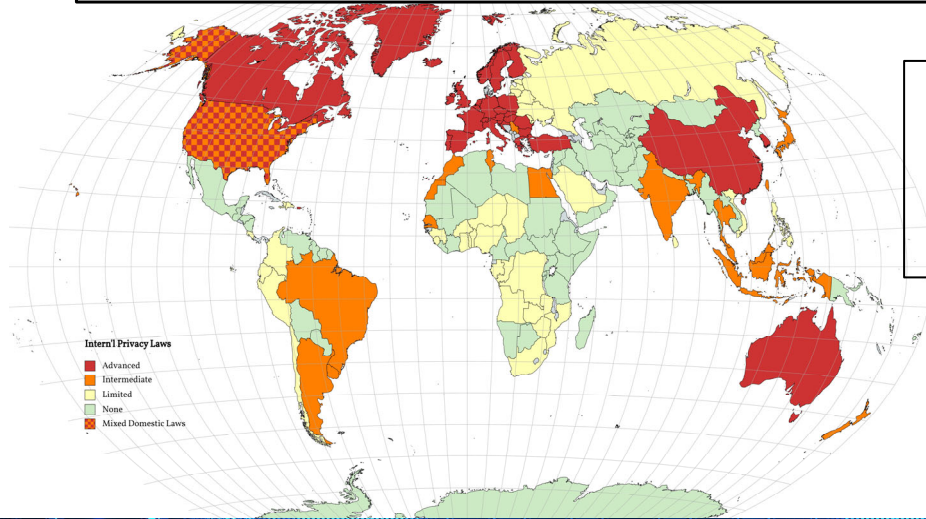 Intern'l Privacy Laws
Advanced
Intermediate
Limited
None
Mixed Domestic Laws